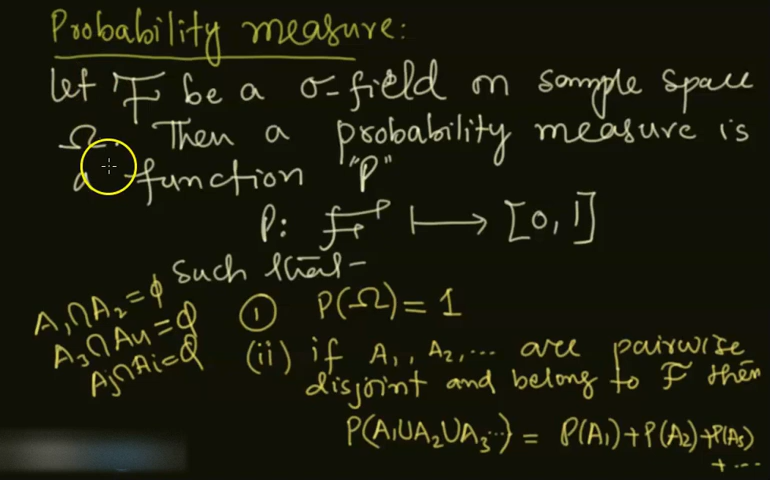 Probability measure:
Let F be a σ-field on sample space
Ω. Then a probability measure is
a function "P"
P: F ⟼ [0,1]
such that-
① P(Ω)=1
A₁∩A₂=ϕ
A₃∩A₄=ϕ
Aj∩Ai=ϕ
(ii) if A₁, A₂,... are pairwise
disjoint and belong to F then
P(A₁∪A₂∪A₃...) = P(A₁)+P(A₂)+P(A₃)
+...